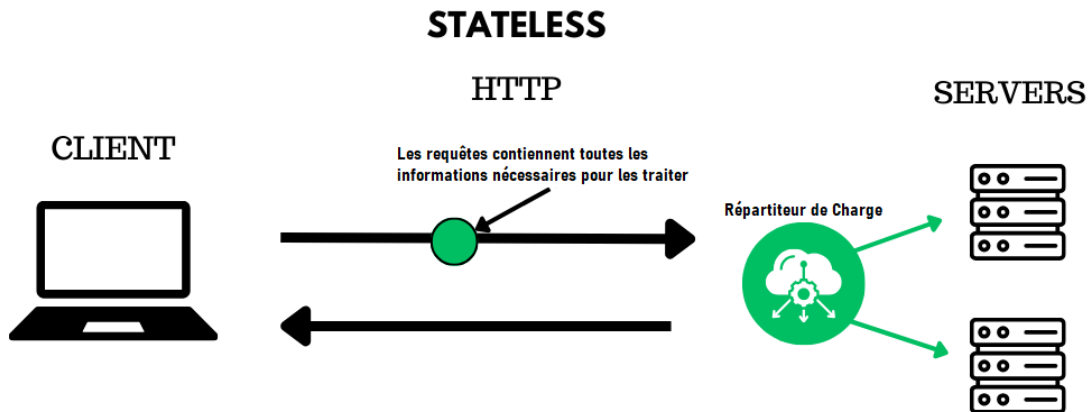 STATELESS
HTTP
SERVERS
CLIENT
Les requêtes contiennent toutes les
informations nécessaires pour les traiter
Répartiteur de Charge